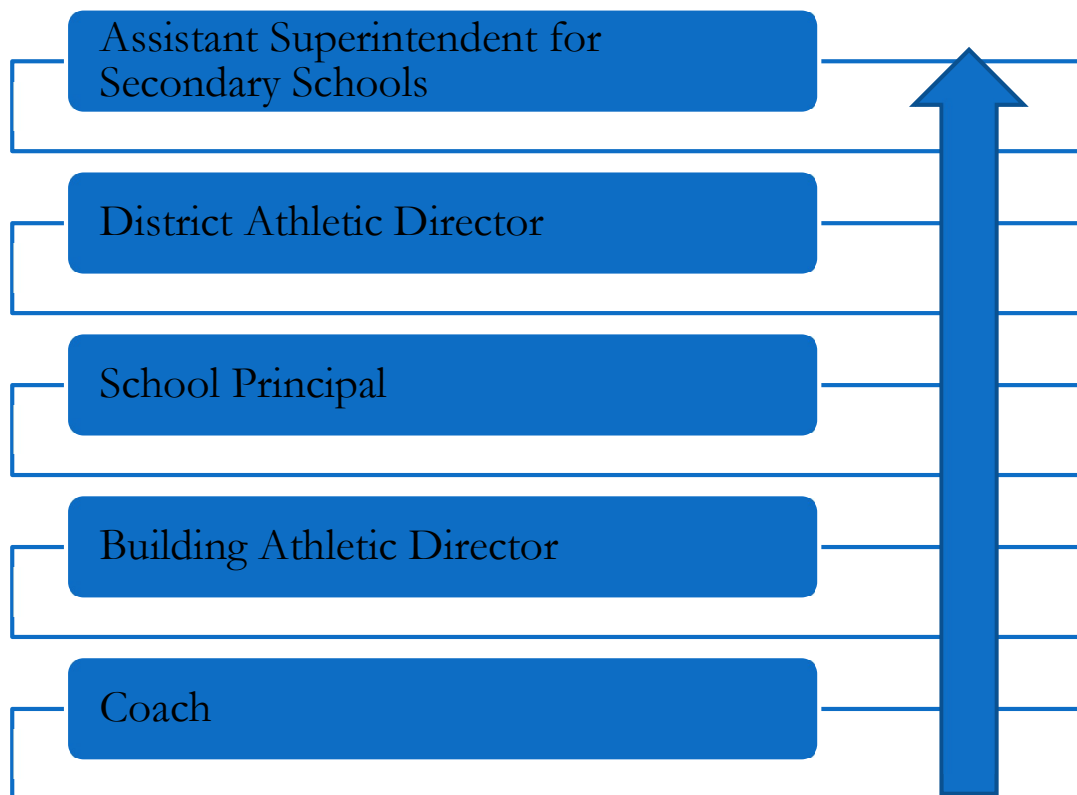 Assistant Superintendent for
Secondary Schools
District Athletic Director
School Principal
Building Athletic Director
Coach